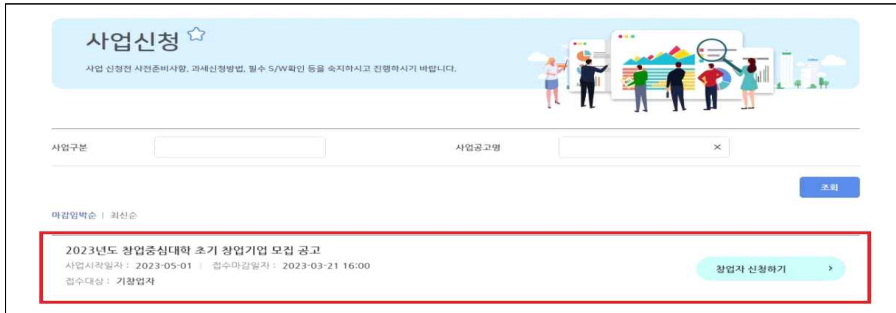 사업신청
사업 신청전 사전준비사항, 과세신청방법, 필수 S/W확인 등을 숙지하시고 진행하시기 바랍니다.
사업구분 사업공고명 ×
조회
마감임박순 | 최신순
2023년도 창업중심대학 초기 창업기업 모집 공고
사업시작일자 : 2023-05-01 | 접수마감일자 : 2023-03-21 16:00
창업자 신청하기 >
접수대상 : 기창업자